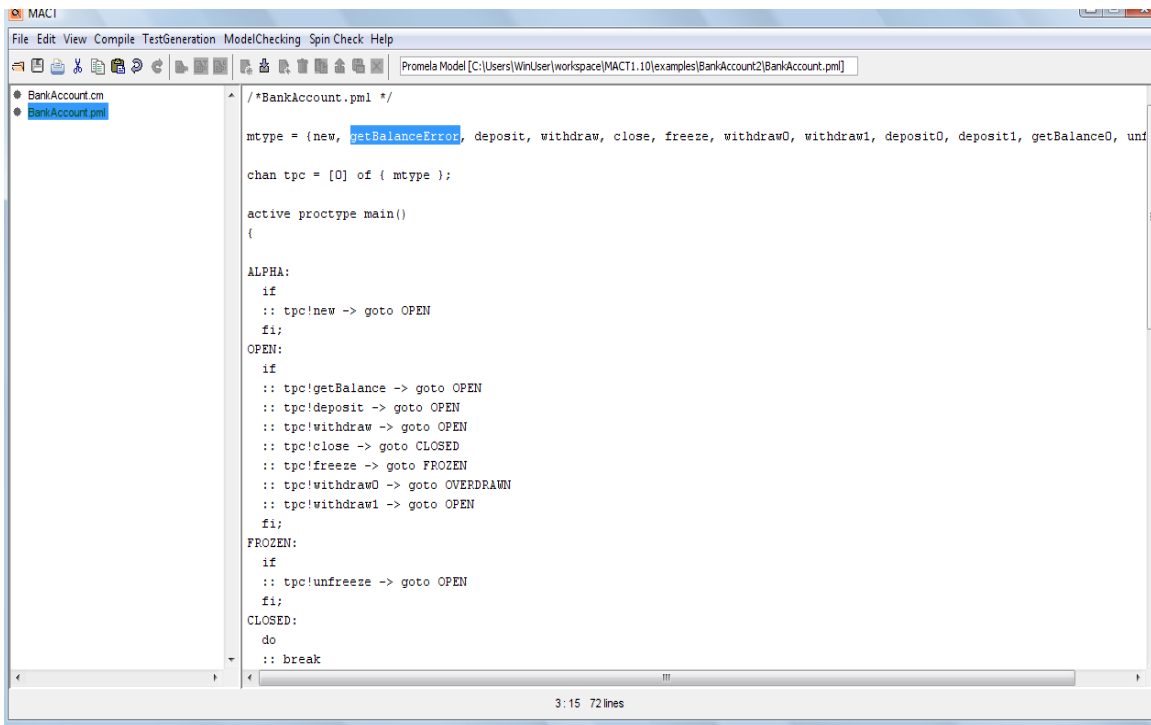 MACT
File Edit View Compile TestGeneration ModelChecking Spin Check Help
Promela Model [C:\Users\WinUser\workspace\MACT1.10\examples\BankAccount2\BankAccount.pml]
BankAccount.cm
BankAccount.pml
/*BankAccount.pml */
mtype = {new, getBalanceError, deposit, withdraw, close, freeze, withdraw0, withdraw1, deposit0, deposit1, getBalance0, unf
chan tpc = [0] of { mtype };
active proctype main()
{
ALPHA:
if
:: tpc!new -> goto OPEN
fi;
OPEN:
if
:: tpc!getBalance -> goto OPEN
:: tpc!deposit -> goto OPEN
:: tpc!withdraw -> goto OPEN
:: tpc!close -> goto CLOSED
:: tpc!freeze -> goto FROZEN
:: tpc!withdraw0 -> goto OVERDRAWN
:: tpc!withdraw1 -> goto OPEN
fi;
FROZEN:
if
:: tpc!unfreeze -> goto OPEN
fi;
CLOSED:
do
:: break
3:15 72 lines